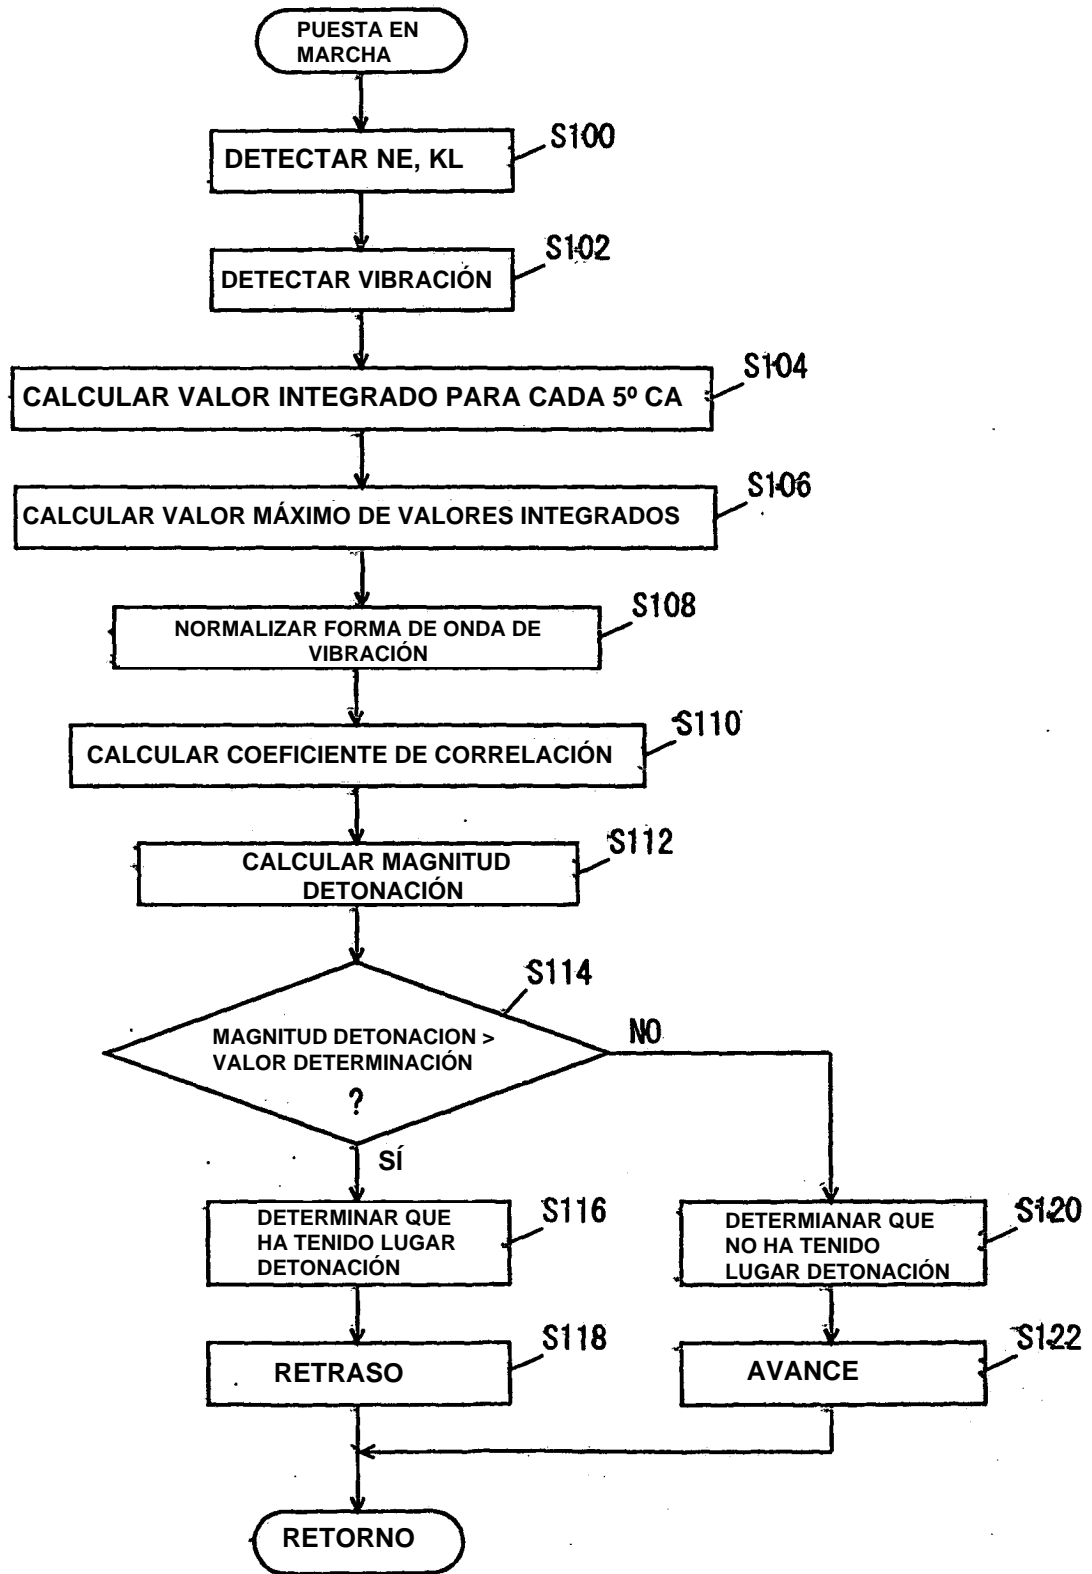 PUESTA EN
MARCHA
S100
DETECTAR NE, KL
S102
DETECTAR VIBRACIÓN
S104
CALCULAR VALOR INTEGRADO PARA CADA 5º CA
S106
CALCULAR VALOR MÁXIMO DE VALORES INTEGRADOS
S108
NORMALIZAR FORMA DE ONDA DE
VIBRACIÓN
S110
CALCULAR COEFICIENTE DE CORRELACIÓN
S112
CALCULAR MAGNITUD
DETONACIÓN
S114
MAGNITUD DETONACION >
VALOR DETERMINACIÓN
?
NO
SÍ
S116
DETERMINAR QUE
HA TENIDO LUGAR
DETONACIÓN
S120
DETERMIANAR QUE
NO HA TENIDO
LUGAR DETONACIÓN
S118
RETRASO
S122
AVANCE
RETORNO